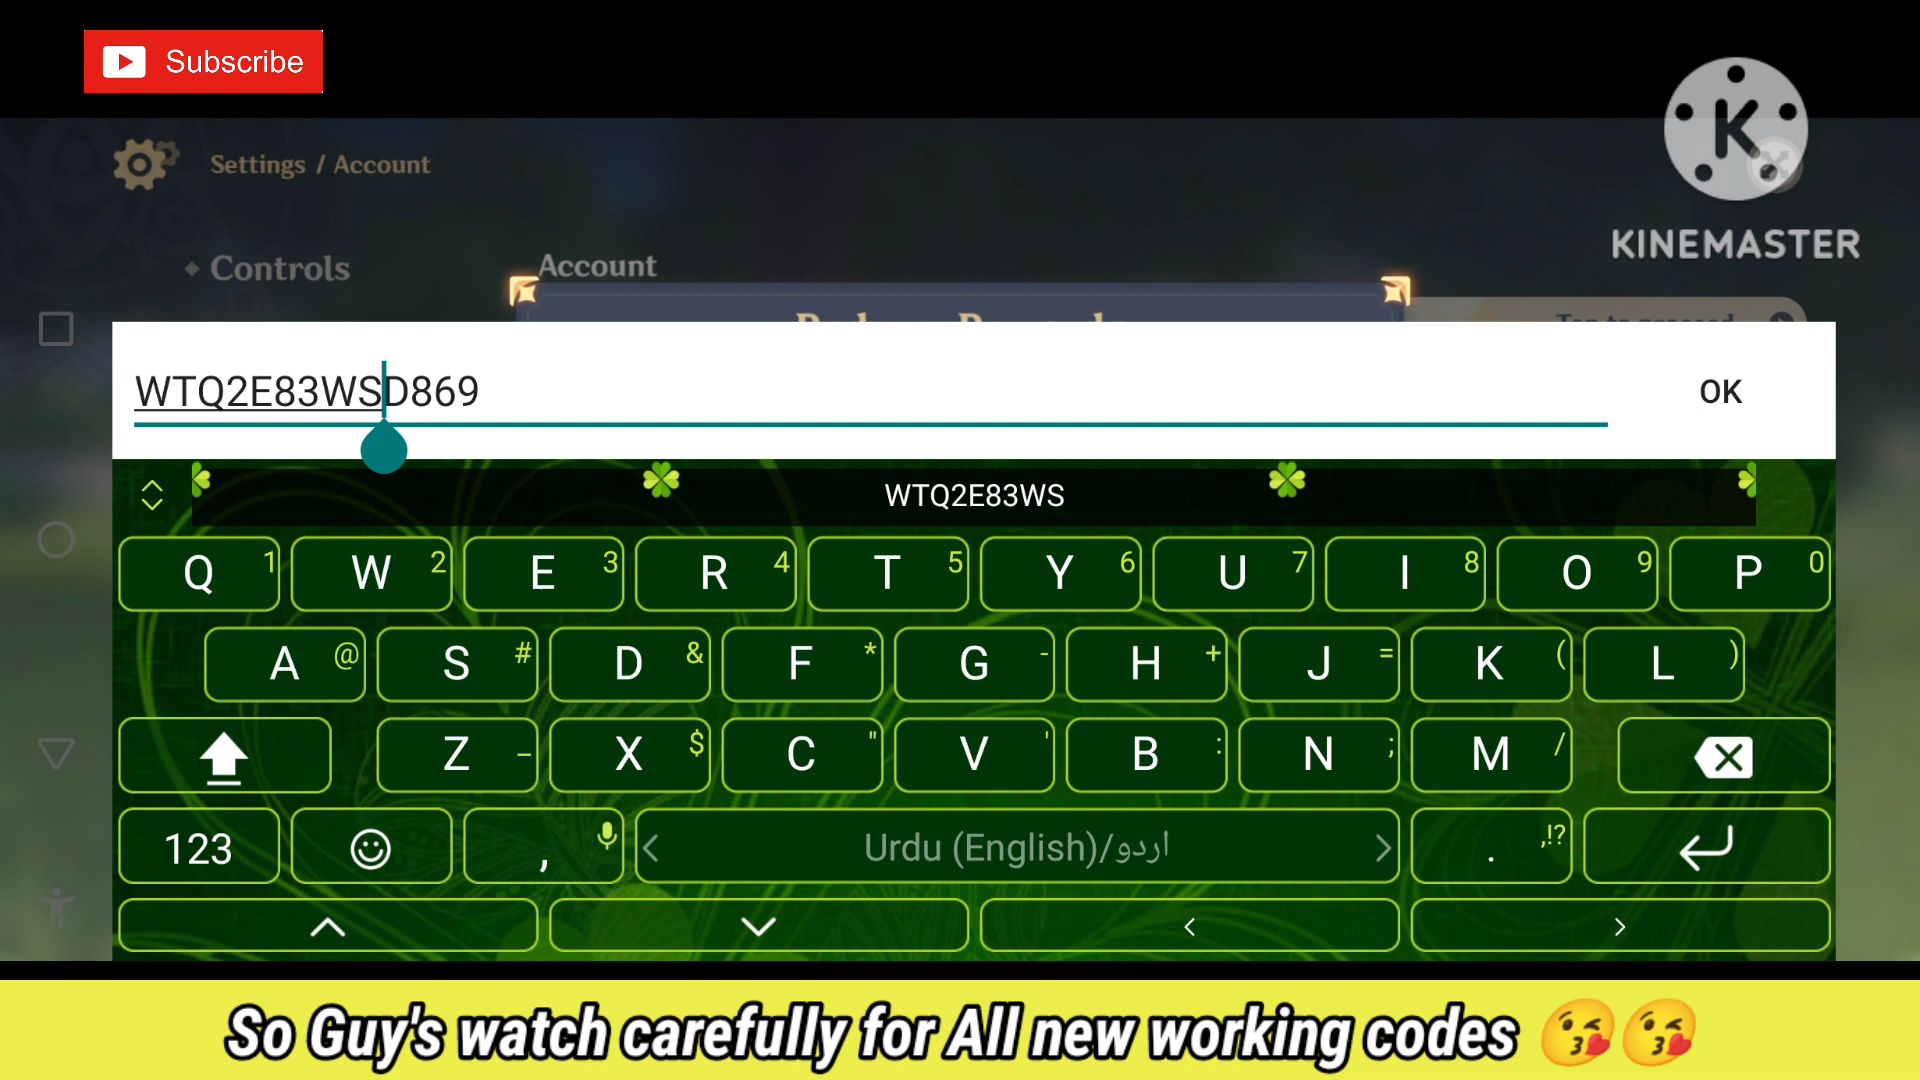 Subscribe
Settings / Account
KINEMASTER
Controls
Account
WTQ2E83WSD869
OK
WTQ2E83WS
Q 1 W 2 E 3 R 4 T 5 Y 6 U 7 I 8 O 9 P 0
A @ S # D & F * G - H + J = K ( L )
Z _ X $ C " V ' B : N ; M /
123 , Urdu (English)/اردو . ,!?
So Guy's watch carefully for All new working codes 😘😘